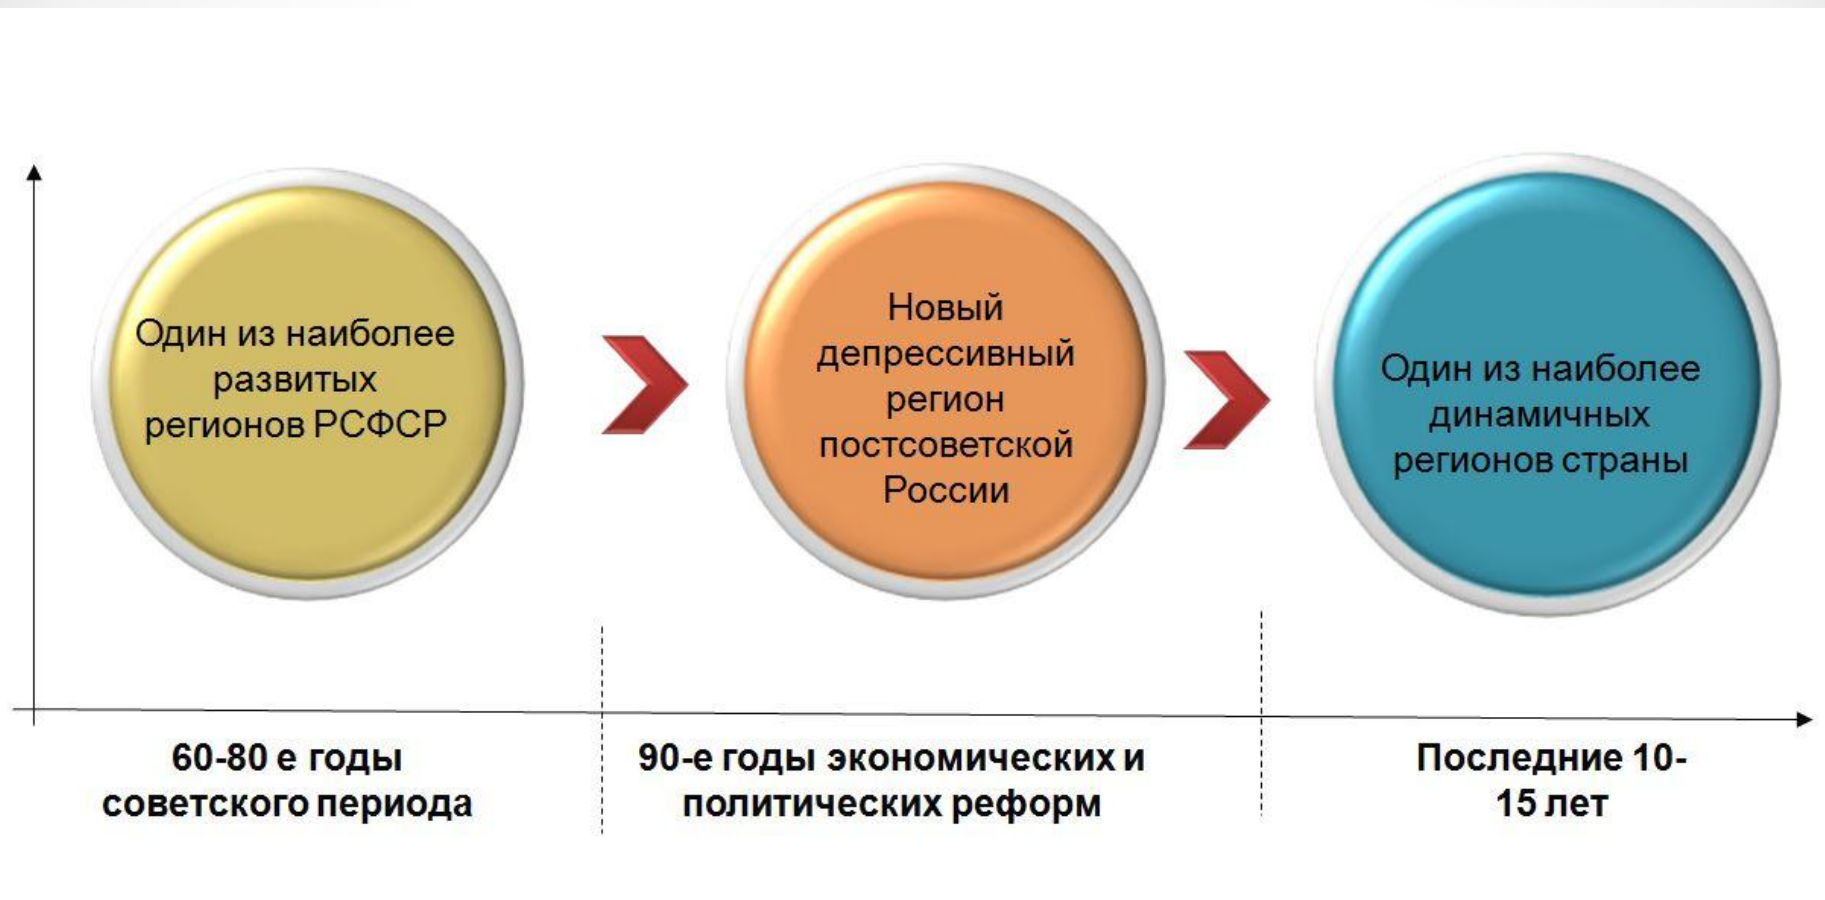 Один из наиболее
развитых
регионов РСФСР
Новый
депрессивный
регион
постсоветской
России
Один из наиболее
динамичных
регионов страны
60-80 е годы
советского периода
90-е годы экономических и
политических реформ
Последние 10-
15 лет